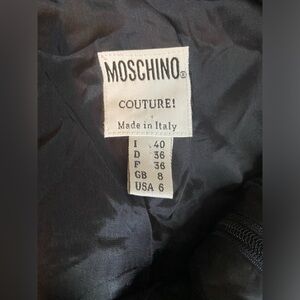 MOSCHINO®
COUTURE!
Made in Italy
I 40
D 36
F 36
GB 8
USA 6